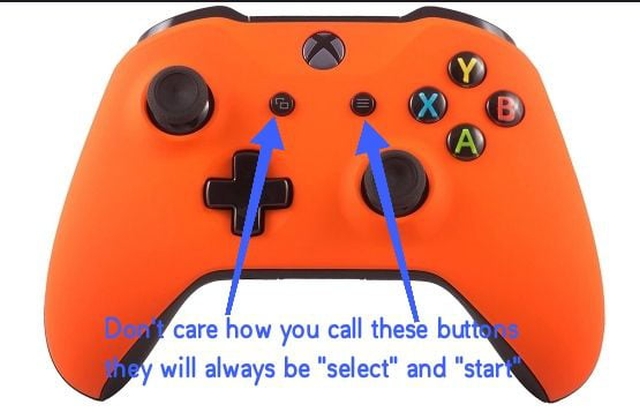 Y
X
B
A
Don't care how you call these buttons
they will always be "select" and "start"